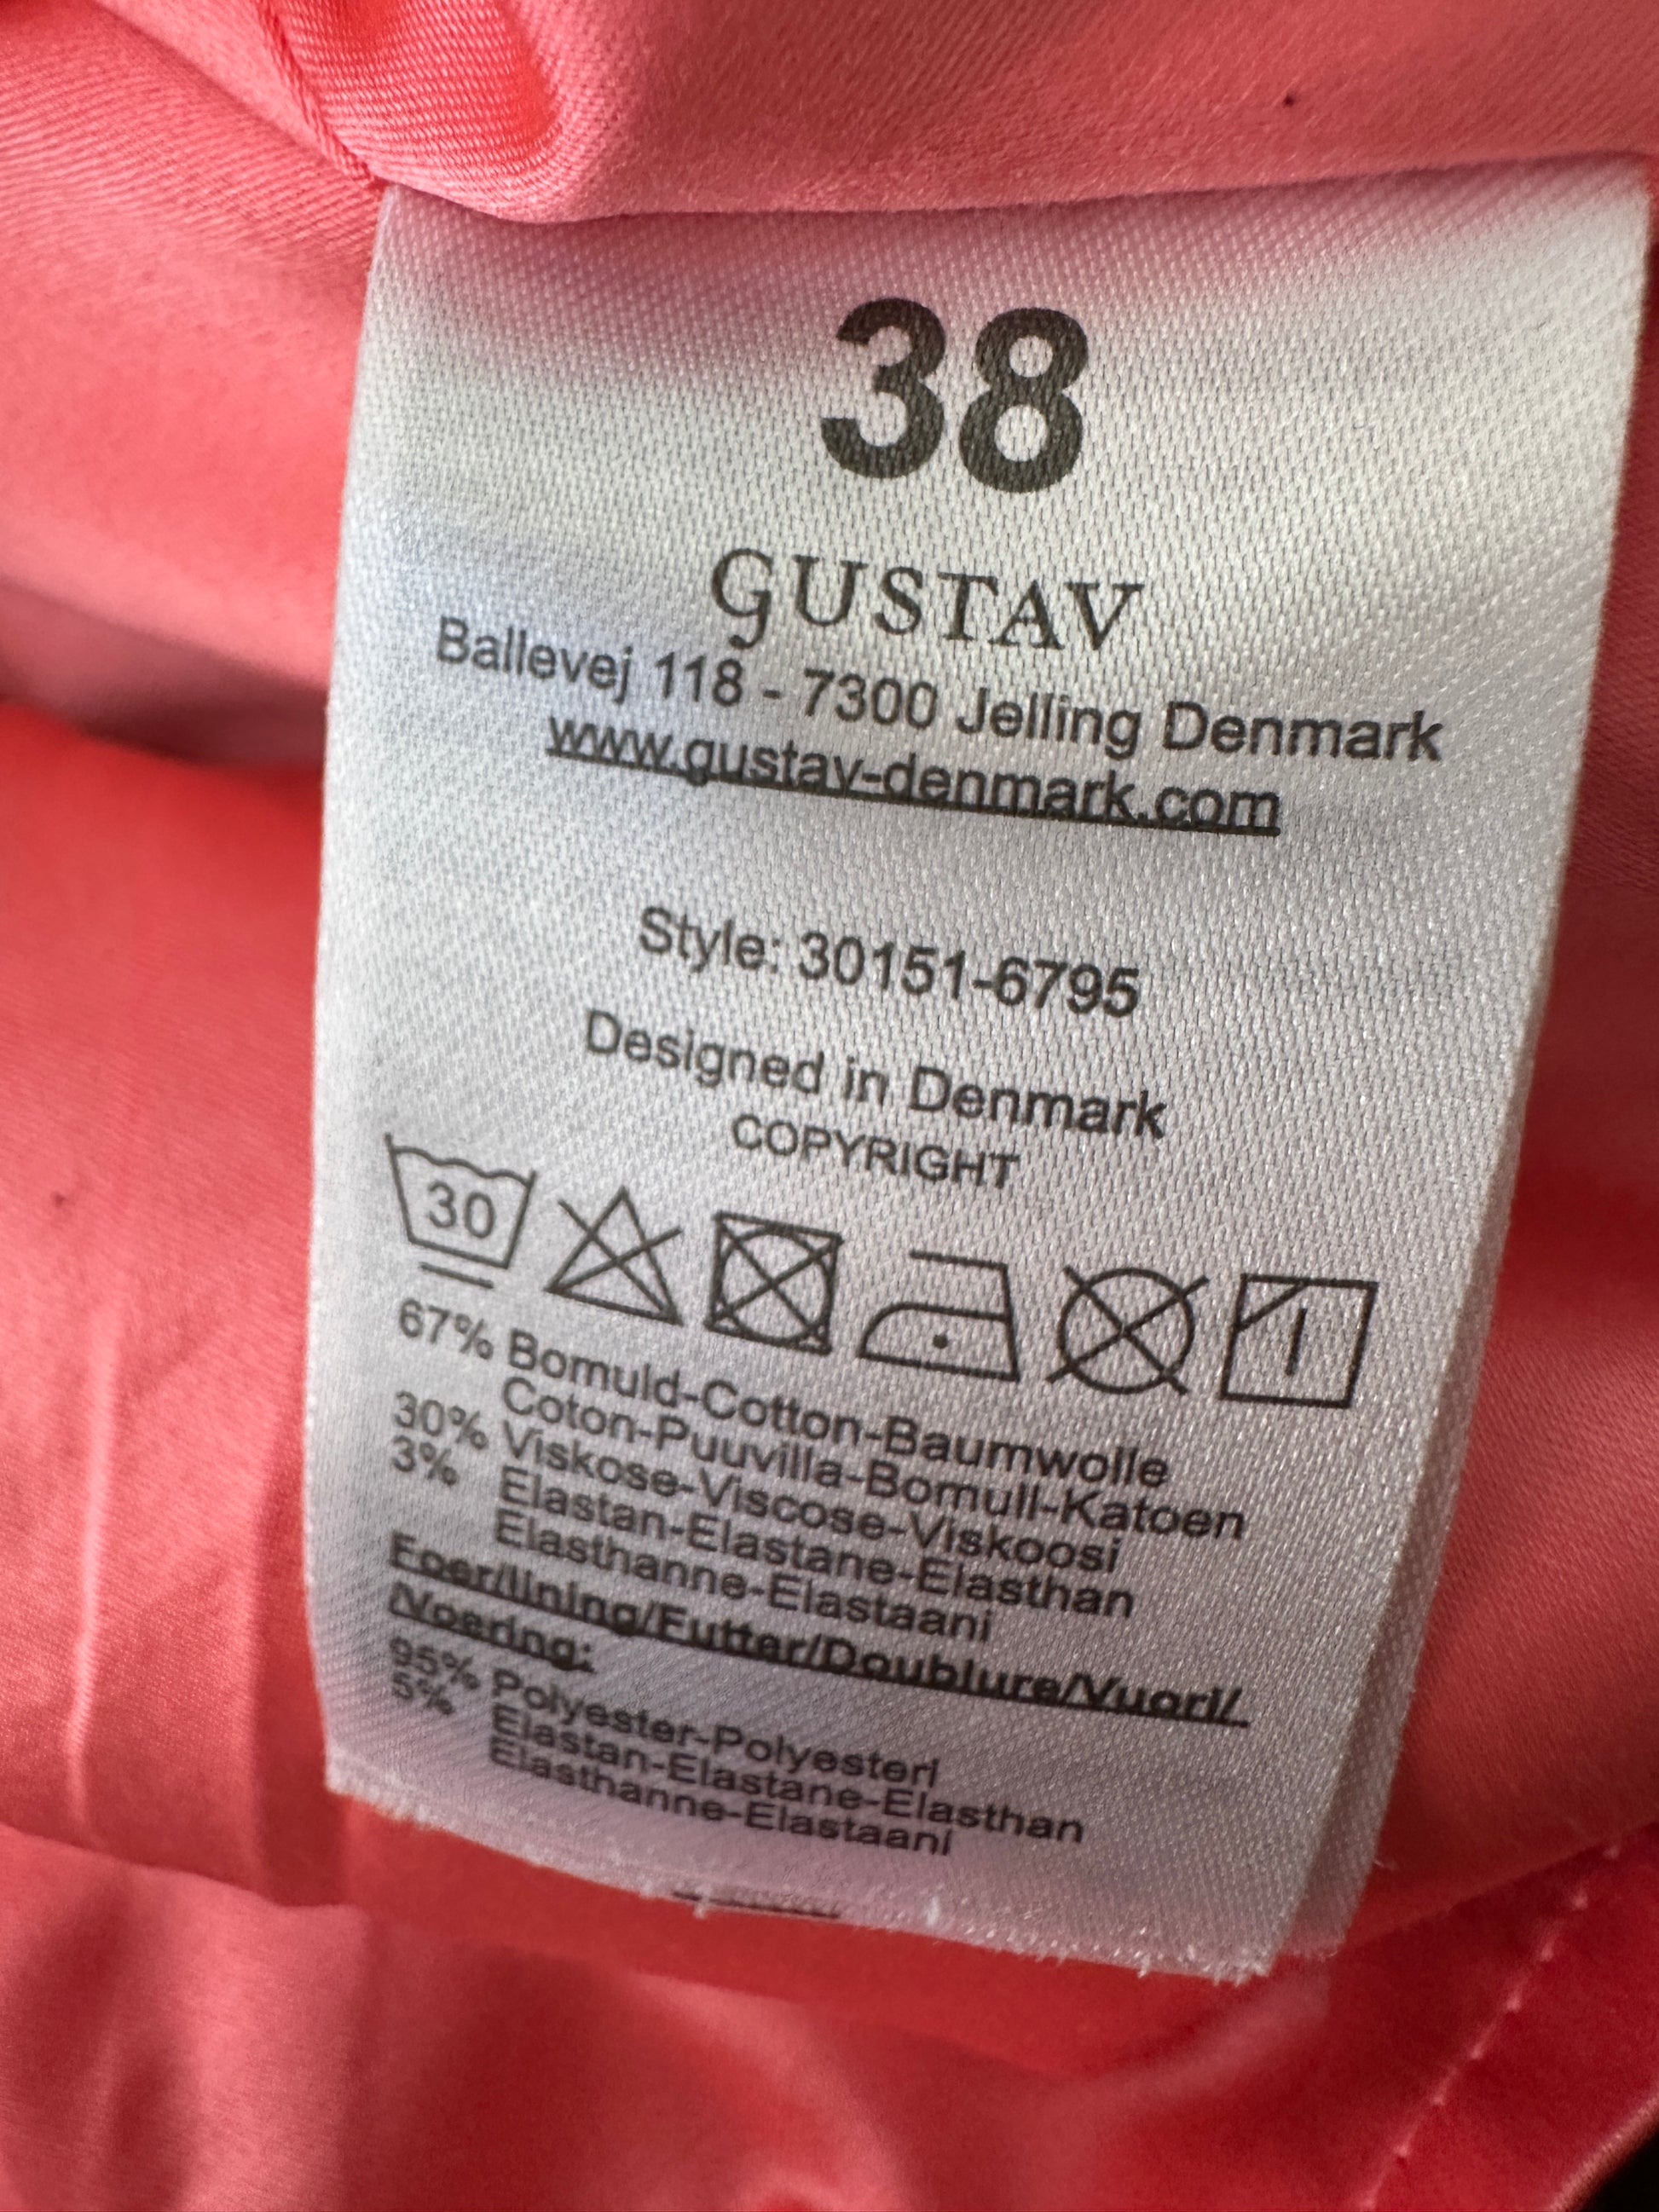 38
GUSTAV
Ballevej 118 - 7300 Jelling Denmark
www.gustav-denmark.com
Style: 30151-6795
Designed in Denmark
COPYRIGHT
30
67% Bomuld-Cotton-Baumwolle
Coton-Puuvilla-Bomull-Katoen
30% Viskose-Viscose-Viskoosi
3% Elastan-Elastane-Elasthan
Elasthanne-Elastaani
Foer/lining/Futter/Doublure/Vuori/
/Voering:
95% Polyester-Polyesteri
5% Elastan-Elastane-Elasthan
Elasthanne-Elastaani